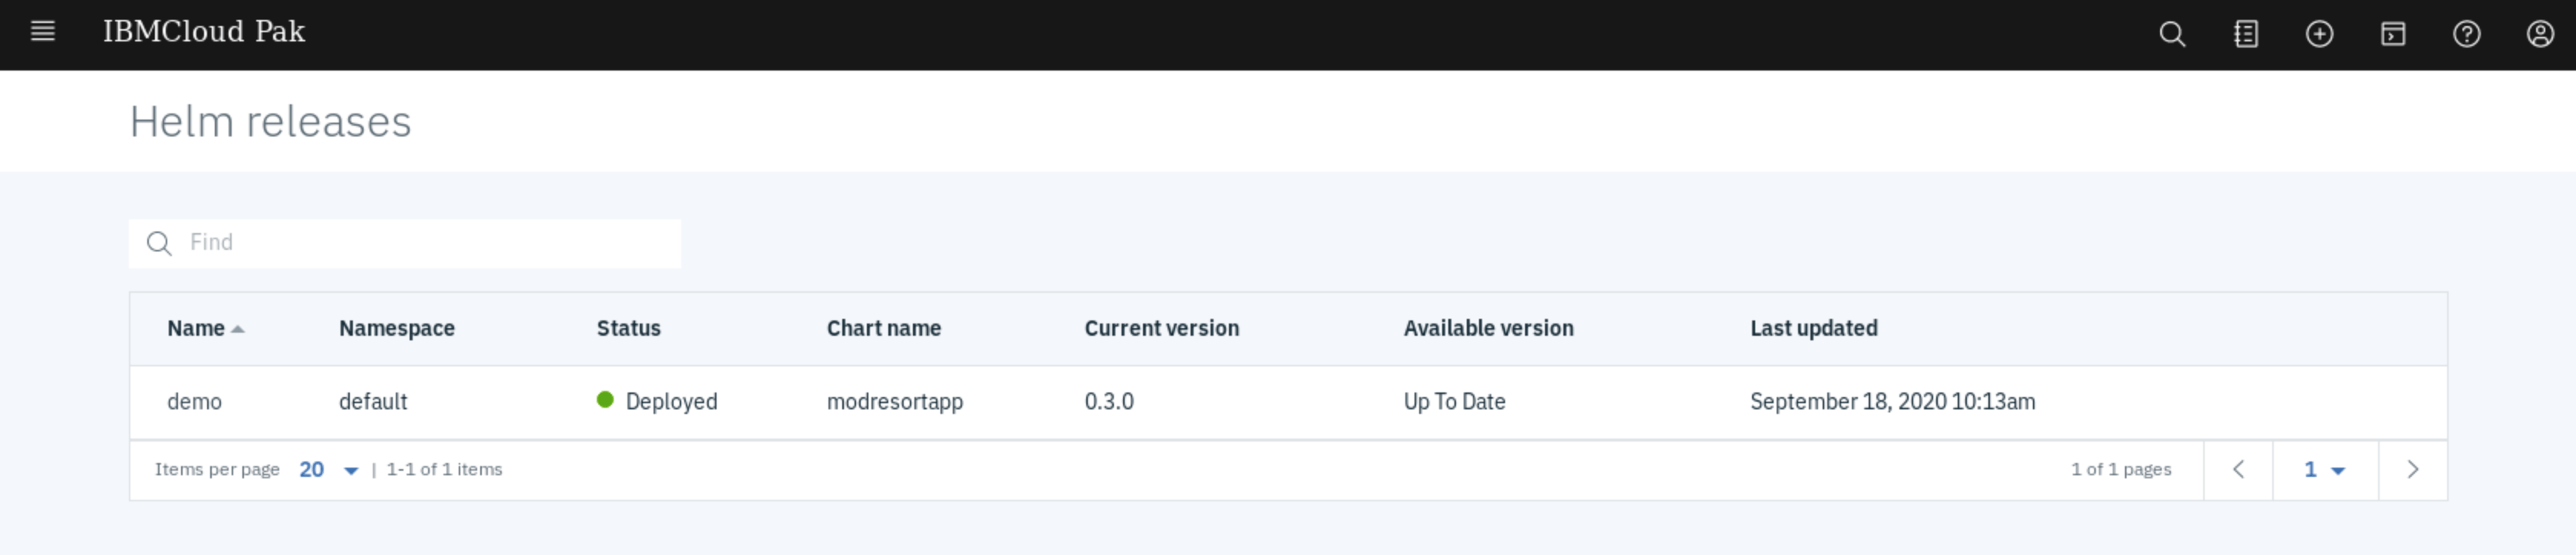 IBMCloud Pak
Helm releases
Find
Name Namespace Status Chart name Current version Available version Last updated
demo default Deployed modresortapp 0.3.0 Up To Date September 18, 2020 10:13am
Items per page 20 | 1-1 of 1 items 1 of 1 pages 1